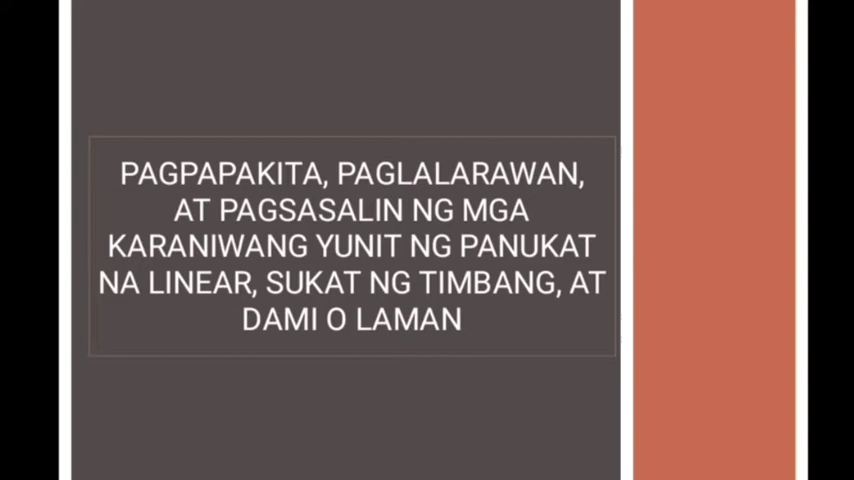 PAGPAPAKITA, PAGLALARAWAN,
AT PAGSASALIN NG MGA
KARANIWANG YUNIT NG PANUKAT
NA LINEAR, SUKAT NG TIMBANG, AT
DAMI O LAMAN